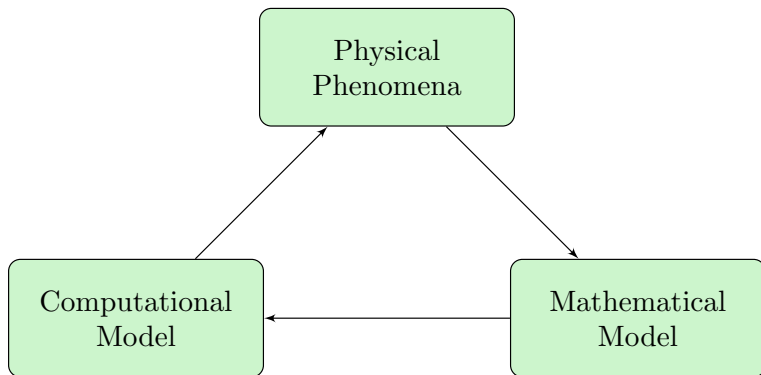 Physical
Phenomena
Computational
Model
Mathematical
Model